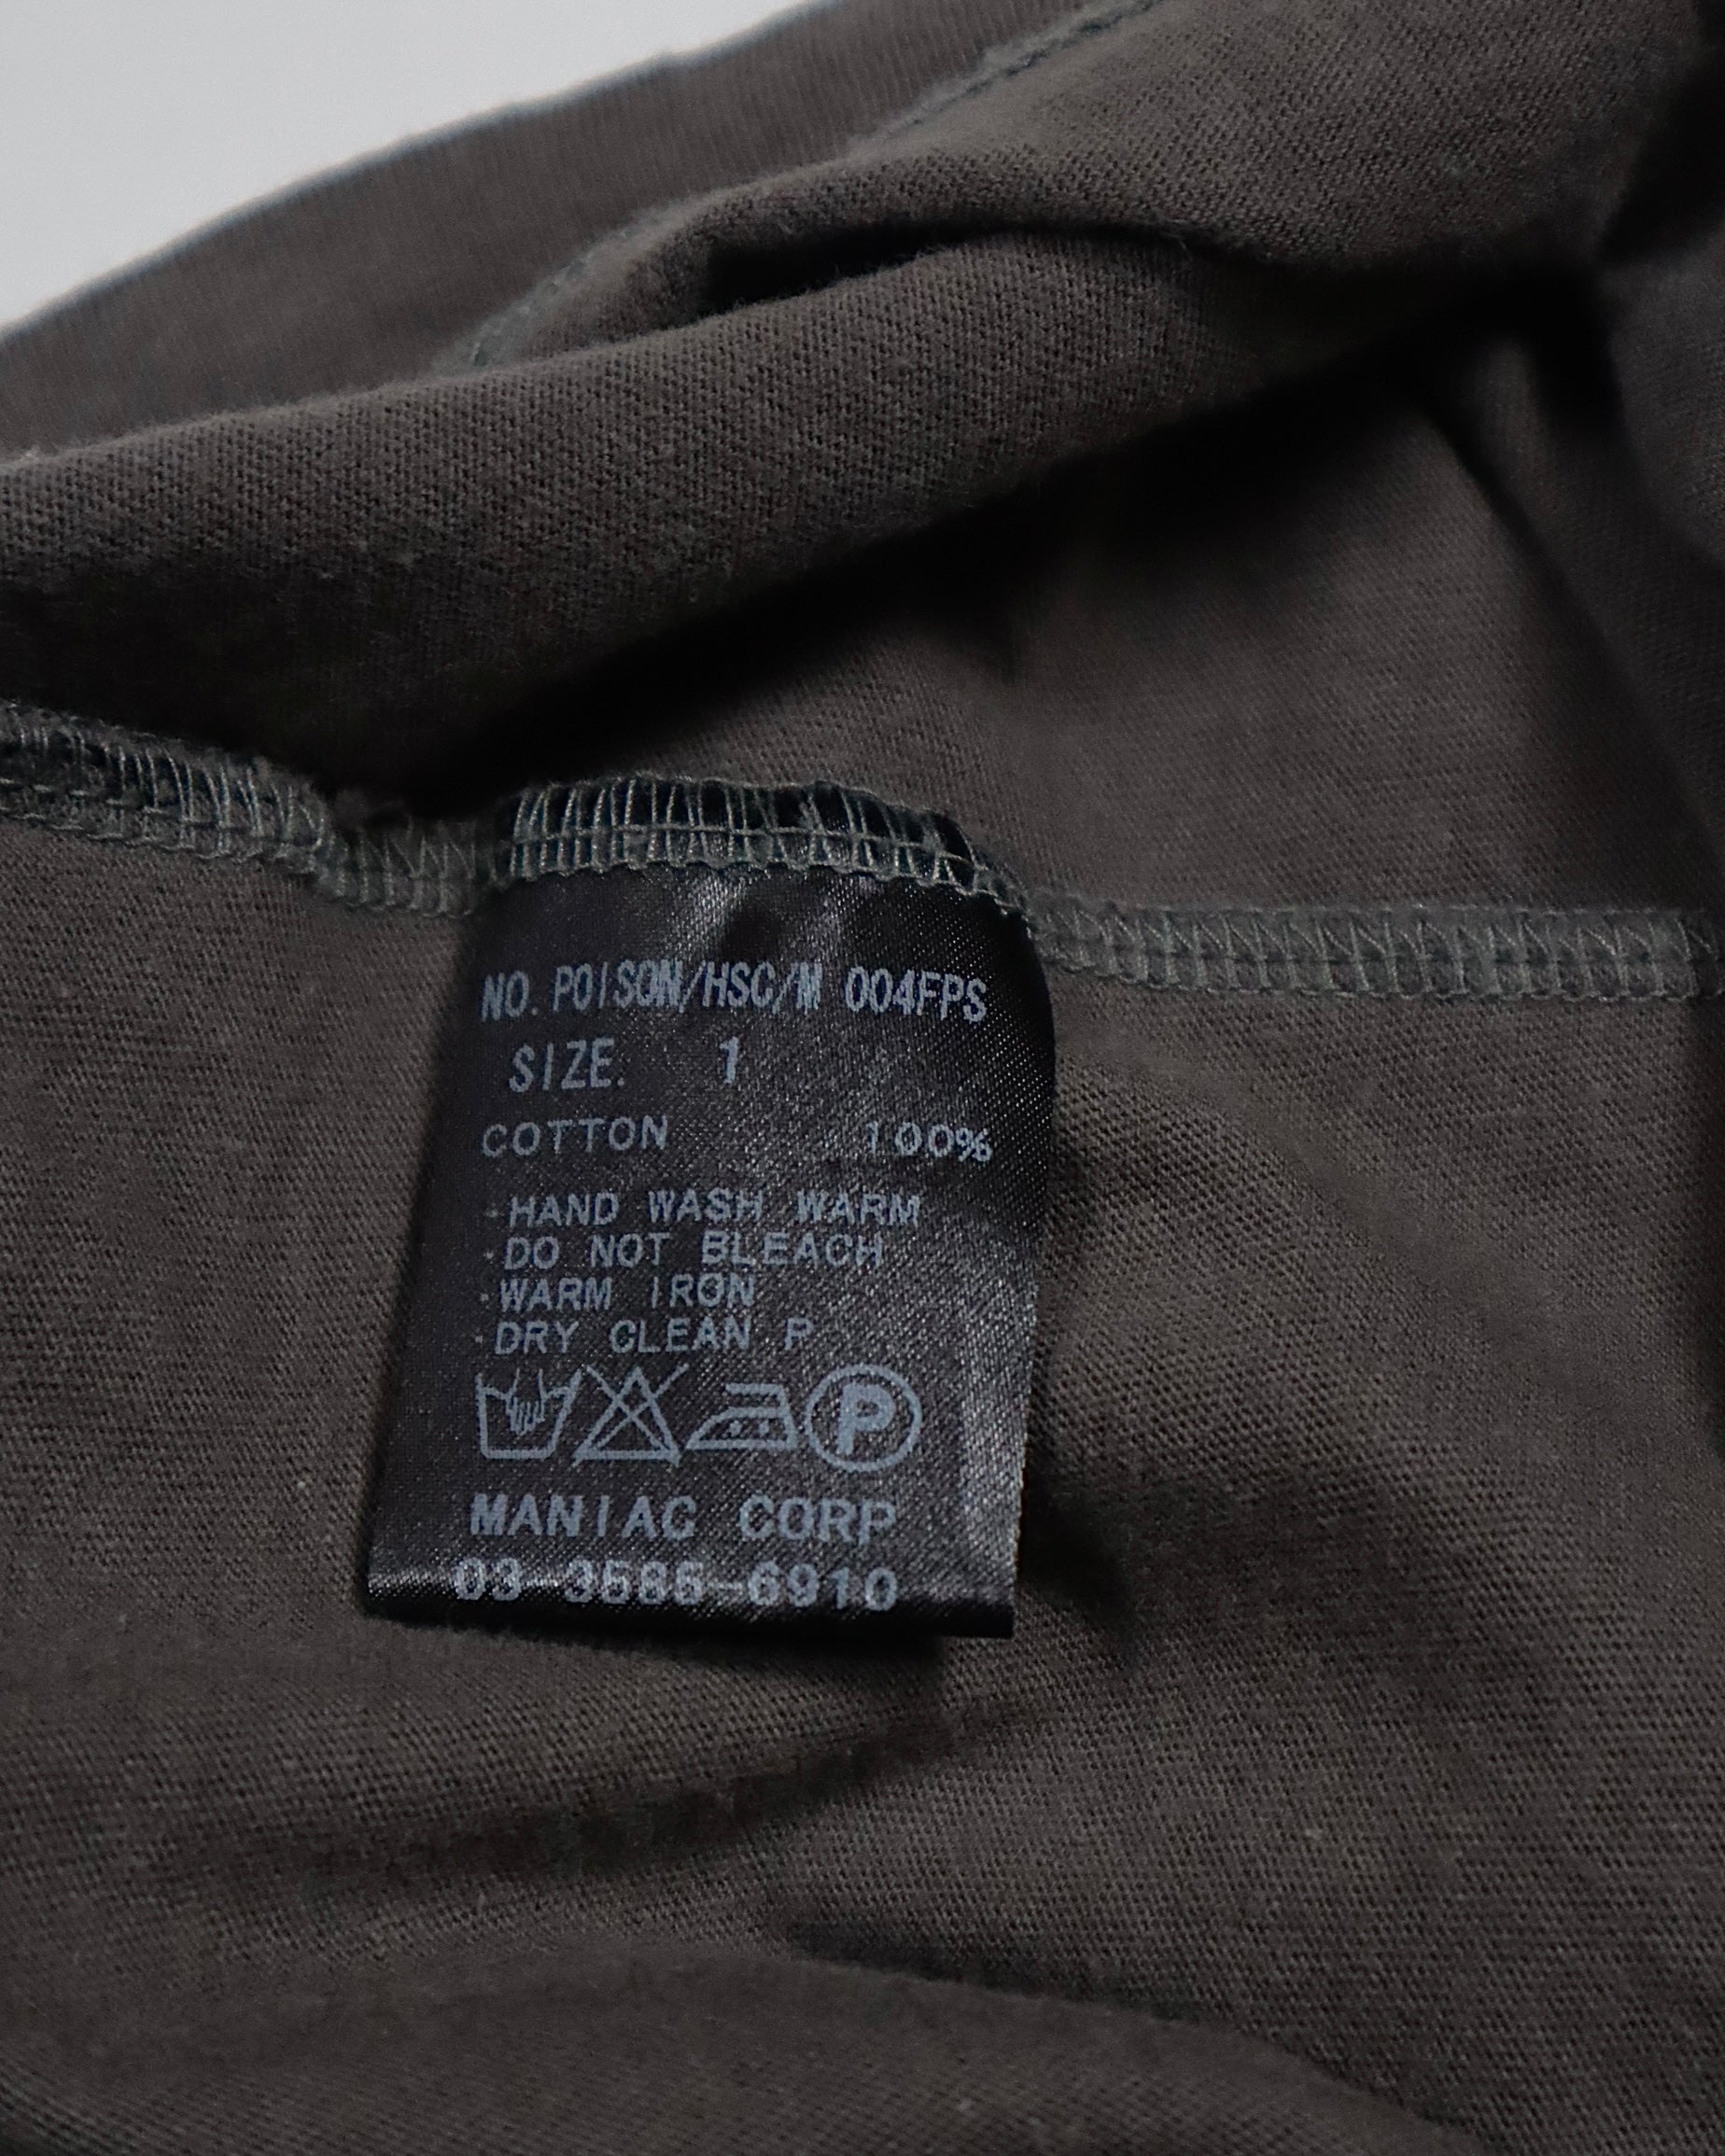 NO. POISON/HSC/M 004FPS
SIZE. 1
COTTON 100%
·HAND WASH WARM
·DO NOT BLEACH
·WARM IRON
·DRY CLEAN P
P
MANIAC CORP
03-3585-6910